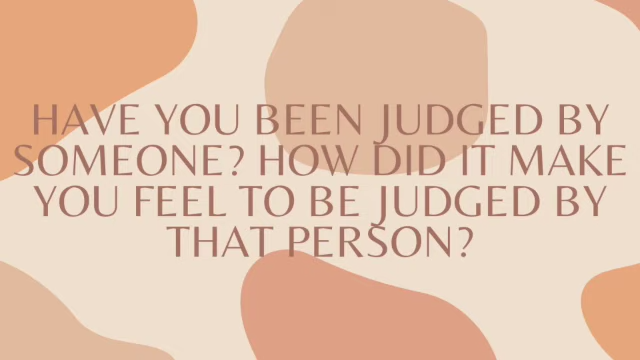 HAVE YOU BEEN JUDGED BY
SOMEONE? HOW DID IT MAKE
YOU FEEL TO BE JUDGED BY
THAT PERSON?